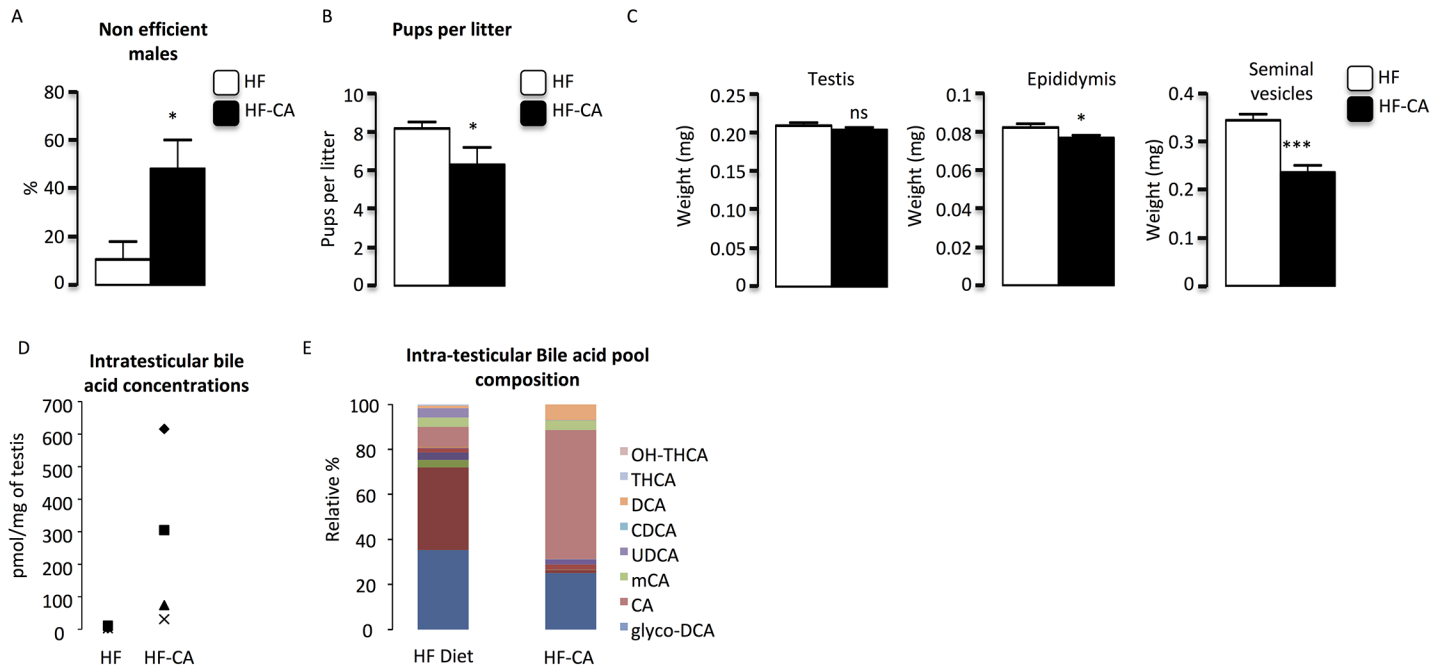 A
Non efficient
males
HF
HF-CA
%
80
60
40
20
0
*
B
Pups per litter
HF
HF-CA
Pups per litter
10
8
6
4
2
0
*
C
Testis
Weight (mg)
0.25
0.20
0.15
0.10
0.05
0
ns
Epididymis
Weight (mg)
0.1
0.08
0.06
0.04
0.02
0
*
Seminal
vesicles
Weight (mg)
0.4
0.3
0.2
0.1
0
***
HF
HF-CA
D
Intratesticular bile
acid concentrations
pmol/mg of testis
700
600
500
400
300
200
100
0
HF
HF-CA
E
Intra-testicular Bile acid pool
composition
Relative %
100
80
60
40
20
0
HF Diet
HF-CA
OH-THCA
THCA
DCA
CDCA
UDCA
mCA
CA
glyco-DCA